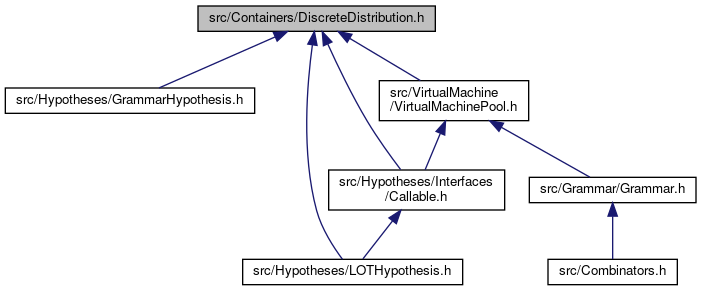 src/Containers/DiscreteDistribution.h
src/Hypotheses/GrammarHypothesis.h
src/VirtualMachine
/VirtualMachinePool.h
src/Hypotheses/Interfaces
/Callable.h
src/Grammar/Grammar.h
src/Hypotheses/LOTHypothesis.h
src/Combinators.h